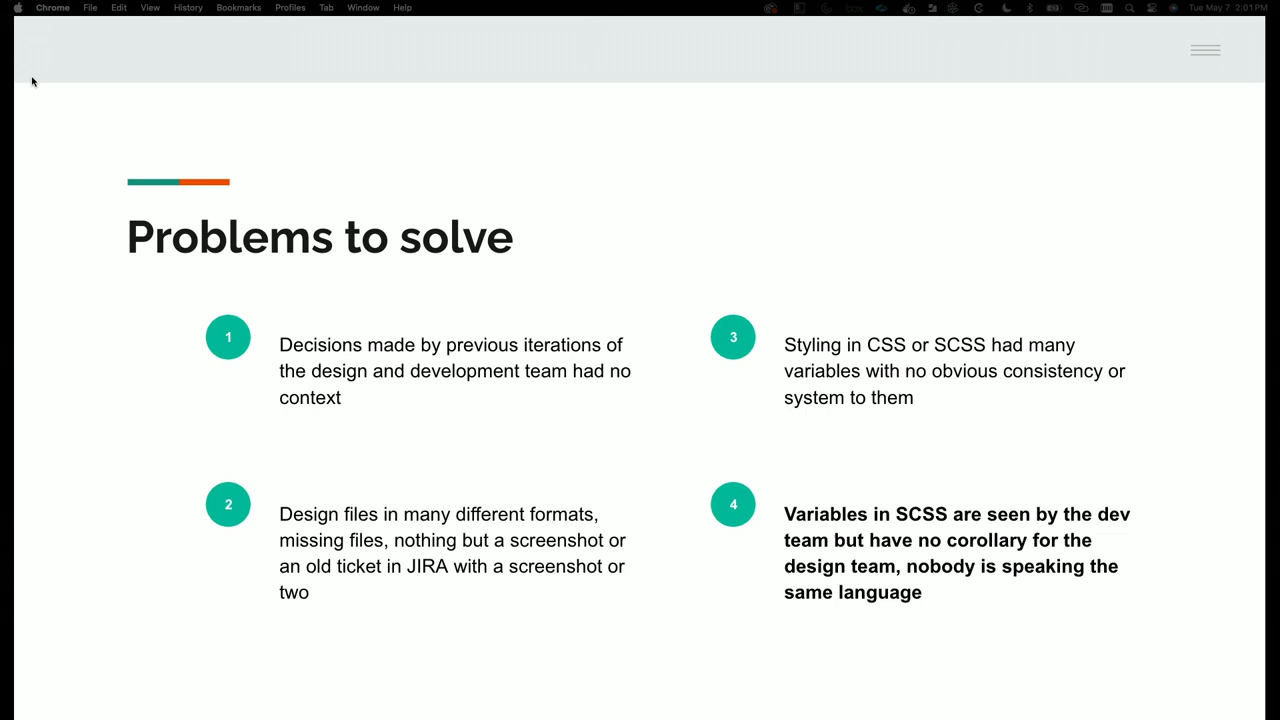 Chrome File Edit View History Bookmarks Profiles Tab Window Help
box
Tue May 7 2:01 PM
Problems to solve
1
Decisions made by previous iterations of
the design and development team had no
context
2
Design files in many different formats,
missing files, nothing but a screenshot or
an old ticket in JIRA with a screenshot or
two
3
Styling in CSS or SCSS had many
variables with no obvious consistency or
system to them
4
Variables in SCSS are seen by the dev
team but have no corollary for the
design team, nobody is speaking the
same language